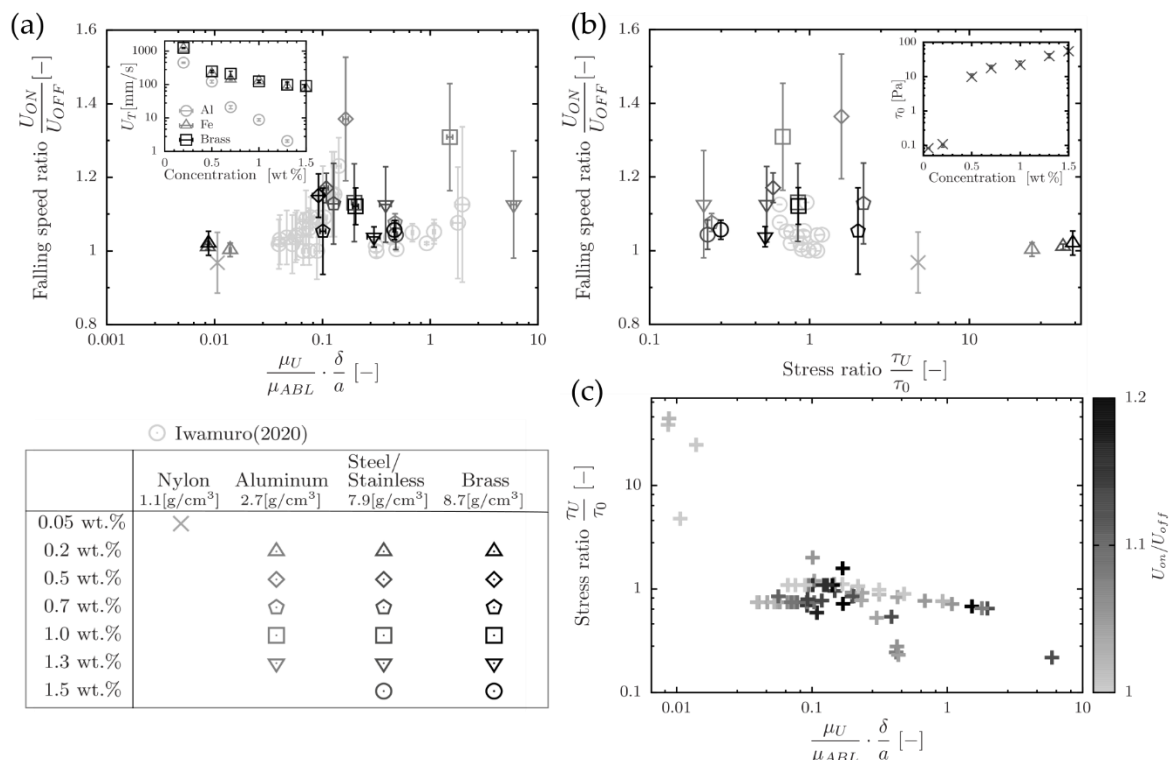 (a)
1.6
1.4
1.2
1
0.8
Falling speed ratio U_ON/U_OFF [−]
1000
100
10
1
U_T[mm/s]
Al
Fe
Brass
0 0.5 1.0 1.5
Concentration [wt%]
0.001 0.01 0.1 1 10
μ_U/μ_ABL · δ/a [−]
(b)
1.6
1.4
1.2
1
0.8
Falling speed ratio U_ON/U_OFF [−]
100
10
1
0.1
τ_0 [Pa]
0 0.5 1 1.5
Concentration [wt%]
0.1 1 10
Stress ratio τ_U/τ_0 [−]
Iwamuro(2020)
Nylon Aluminum Steel/ Stainless Brass
1.1[g/cm³] 2.7[g/cm³] 7.9[g/cm³] 8.7[g/cm³]
0.05 wt.%
0.2 wt.%
0.5 wt.%
0.7 wt.%
1.0 wt.%
1.3 wt.%
1.5 wt.%
(c)
10
1
0.1
Stress ratio τ_U/τ_0 [−]
0.01 0.1 1 10
μ_U/μ_ABL · δ/a [−]
1.2
1.1
1
U_on/U_off